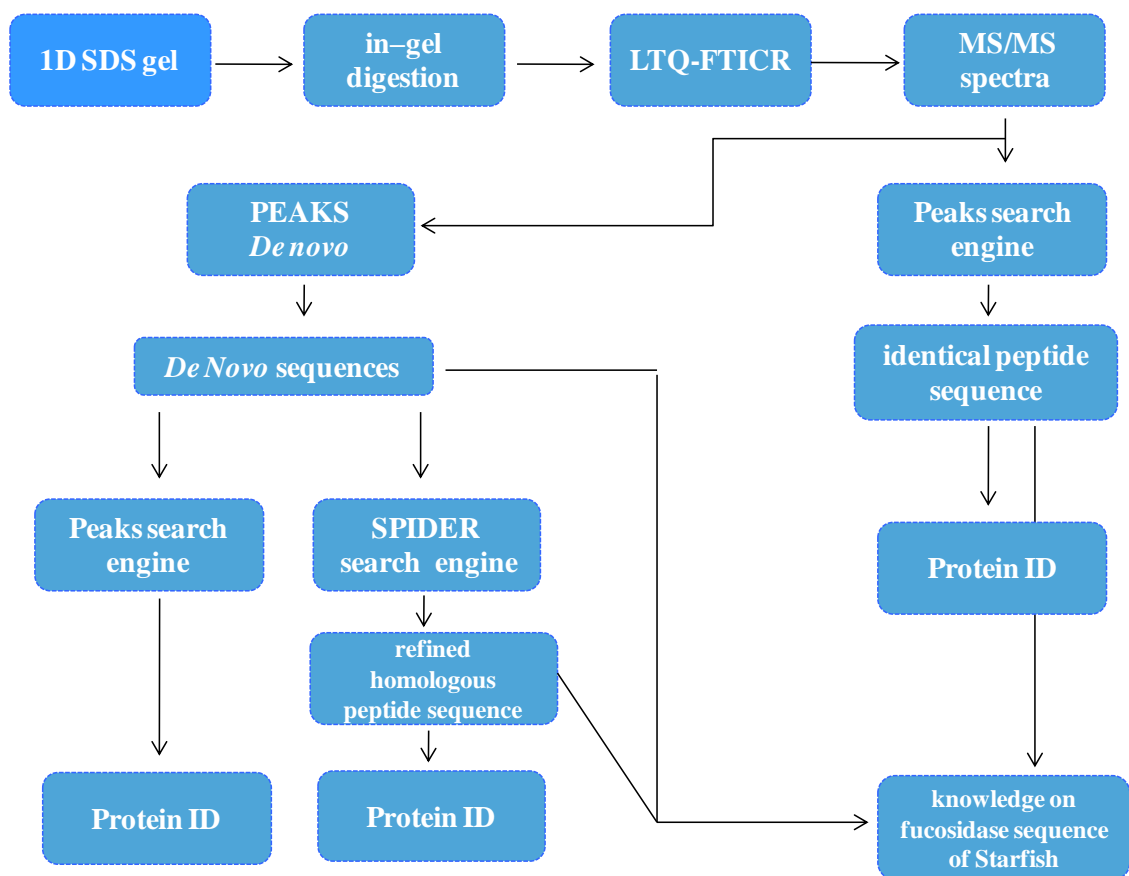 1D SDS gel
in–gel
digestion
LTQ-FTICR
MS/MS
spectra
PEAKS
De novo
Peaks search
engine
De Novo sequences
identical peptide
sequence
Peaks search
engine
SPIDER
search engine
Protein ID
refined
homologous
peptide sequence
Protein ID
Protein ID
knowledge on
fucosidase sequence
of Starfish